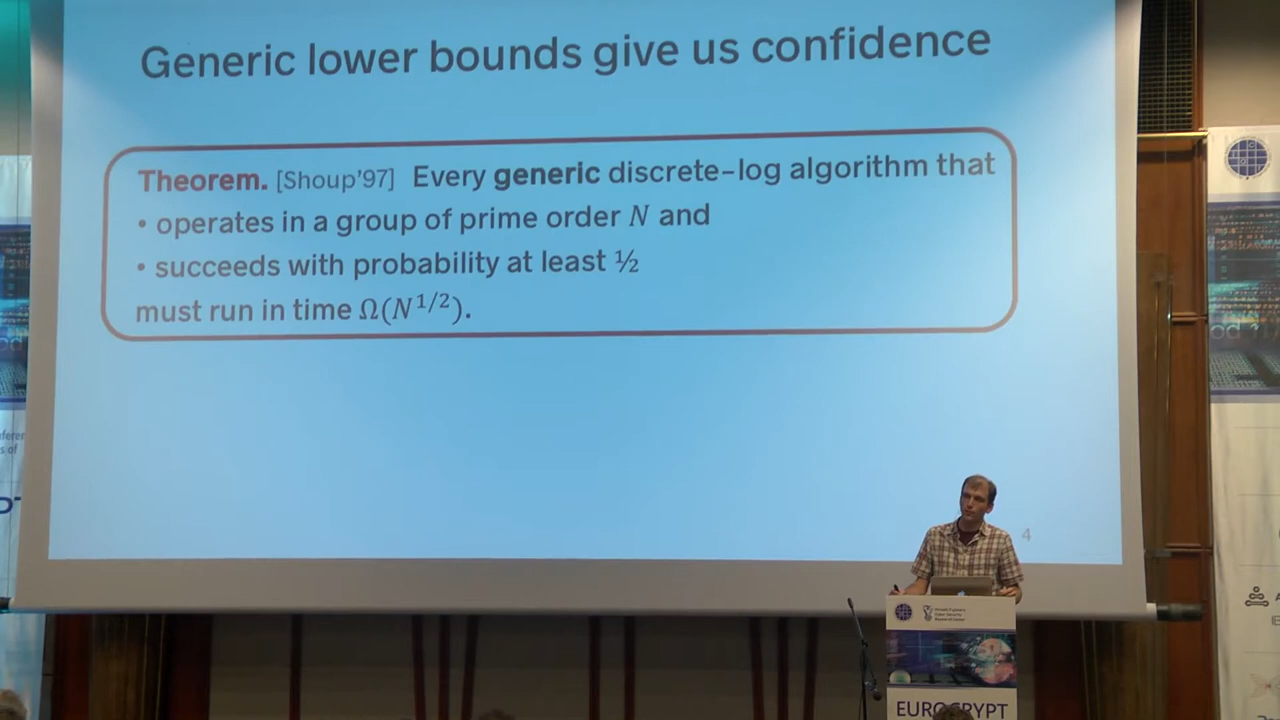 Generic lower bounds give us confidence
Theorem. [Shoup'97] Every generic discrete-log algorithm that
• operates in a group of prime order N and
• succeeds with probability at least ½
must run in time Ω(N^{1/2}).
4